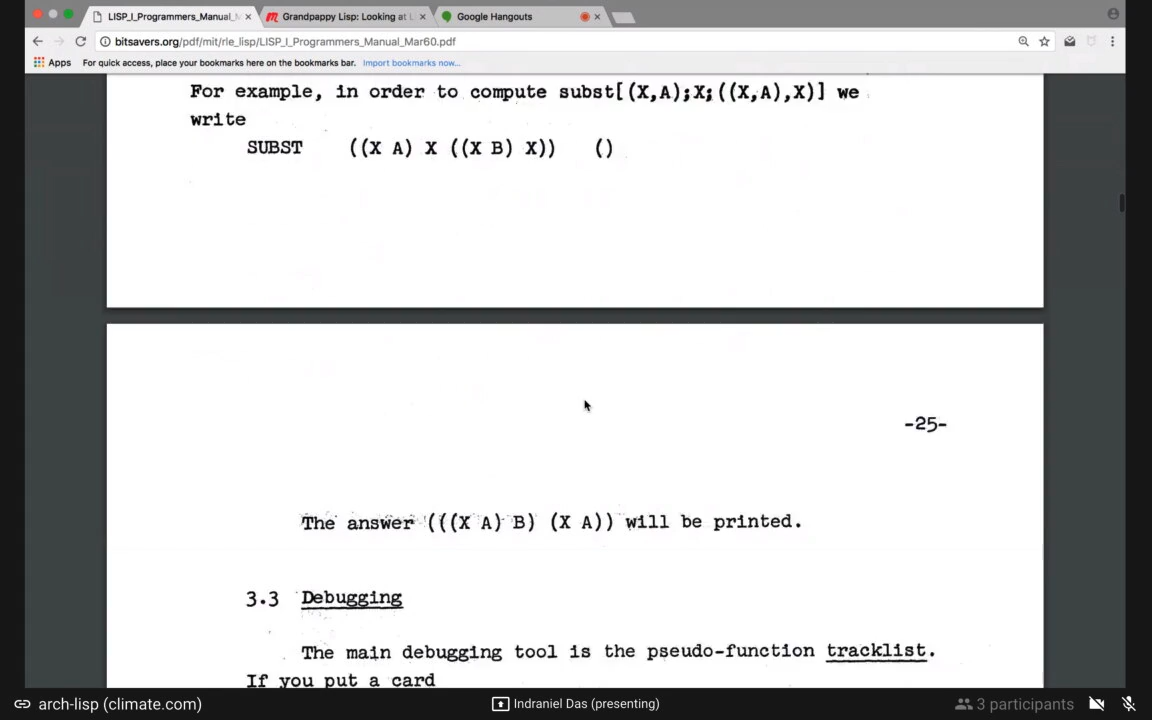 LISP_I_Programmers_Manual_M
Grandpappy Lisp: Looking at L
Google Hangouts
bitsavers.org/pdf/mit/rle_lisp/LISP_I_Programmers_Manual_Mar60.pdf
Apps For quick access, place your bookmarks here on the bookmarks bar. Import bookmarks now...
For example, in order to compute subst[(X,A);X;((X,A),X)] we
write
SUBST ((X A) X ((X B) X)) ()
-25-
The answer (((X A) B) (X A)) will be printed.
3.3 Debugging
The main debugging tool is the pseudo-function tracklist.
If you put a card
arch-lisp (climate.com)
Indraniel Das (presenting)
3 participants